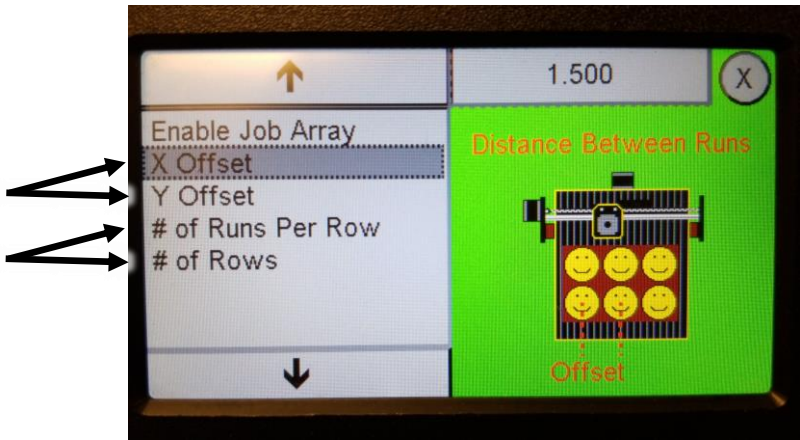 1.500
X
Enable Job Array
X Offset
Y Offset
# of Runs Per Row
# of Rows
Distance Between Runs
Offset